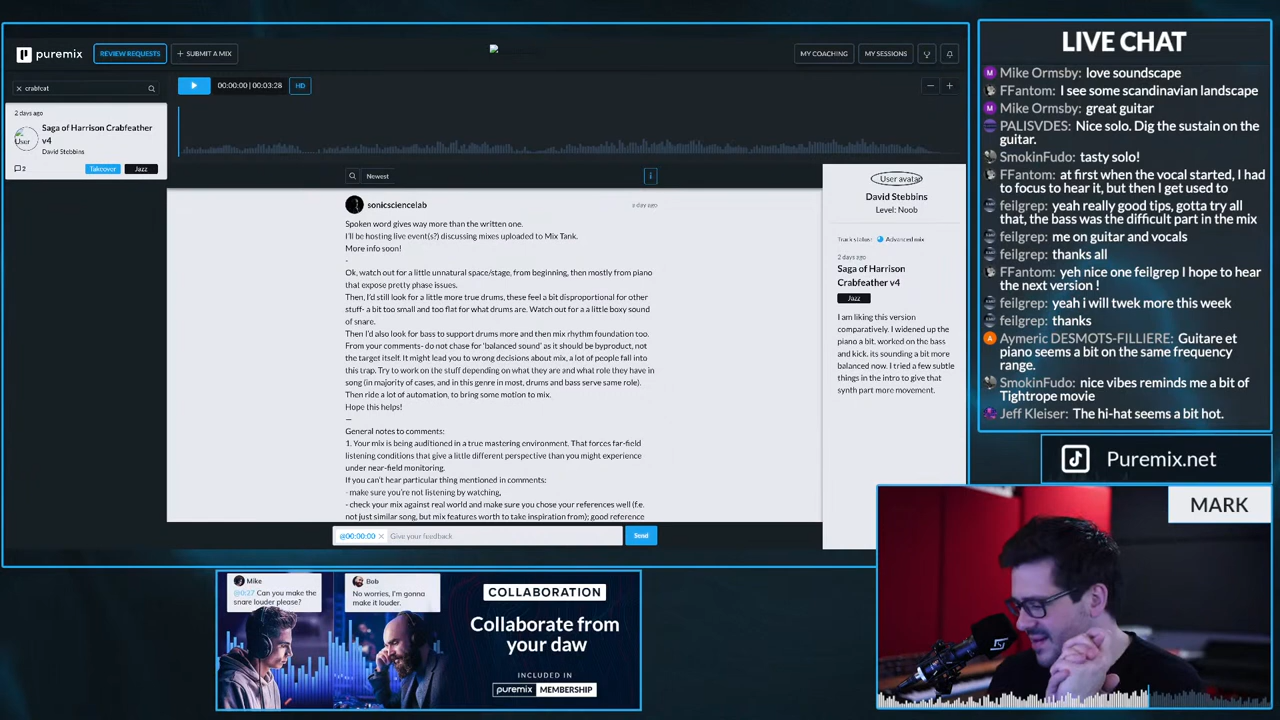 puremix
REVIEW REQUESTS
+ SUBMIT A MIX
MY COACHING
MY SESSIONS
× crabfeat
00:00:00 | 00:03:28
HD
2 days ago
Saga of Harrison Crabfeather
v4
David Stebbins
User
2
Takeover
Jazz
Newest
i
sonicsciencelab
a day ago
Spoken word gives way more than the written one.
I'll be hosting live event(s?) discussing mixes uploaded to Mix Tank.
More info soon!
-
Ok, watch out for a little unnatural space/stage, from beginning, then mostly from piano
that expose pretty phase issues.
Then, I'd still look for a little more true drums, these feel a bit disproportional for other
stuff- a bit too small and too flat for what drums are. Watch out for a a little boxy sound
of snare.
Then I'd also look for bass to support drums more and then mix rhythm foundation too.
From your comments- do not chase for 'balanced sound' as it should be byproduct, not
the target itself. It might lead you to wrong decisions about mix, a lot of people fall into
this trap. Try to work on the stuff depending on what they are and what role they have in
song (in majority of cases, and in this genre in most, drums and bass serve same role).
Then ride a lot of automation, to bring some motion to mix.
Hope this helps!
—
General notes to comments:
1. Your mix is being auditioned in a true mastering environment. That forces far-field
listening conditions that give a little different perspective than you might experience
under near-field monitoring.
If you can't hear particular thing mentioned in comments:
- make sure you're not listening by watching,
- check your mix against real world and make sure you chose your references well (f.e.
not just similar song, but mix features worth to take inspiration from); good reference
@00:00:00 ×
Give your feedback
Send
User avatar
David Stebbins
Level: Noob
Track status: Advanced mix
2 days ago
Saga of Harrison
Crabfeather v4
Jazz
I am liking this version
comparatively. I widened up the
piano a bit. worked on the bass
and kick. its sounding a bit more
balanced now. I tried a few subtle
things in the intro to give that
synth part more movement.
LIVE CHAT
Mike Ormsby: love soundscape
FFantom: I see some scandinavian landscape
Mike Ormsby: great guitar
PALISVDES: Nice solo. Dig the sustain on the
guitar.
SmokinFudo: tasty solo!
FFantom: at first when the vocal started, I had
to focus to hear it, but then I get used to
feilgrep: yeah really good tips, gotta try all
that, the bass was the difficult part in the mix
feilgrep: me on guitar and vocals
feilgrep: thanks all
FFantom: yeh nice one feilgrep I hope to hear
the next version !
feilgrep: yeah i will twek more this week
feilgrep: thanks
Aymeric DESMOTS-FILLIERE: Guitare et
piano seems a bit on the same frequency
range.
SmokinFudo: nice vibes reminds me a bit of
Tightrope movie
Jeff Kleiser: The hi-hat seems a bit hot.
Puremix.net
MARK
Mike
@0:27 Can you make the
snare louder please?
Bob
No worries, I'm gonna
make it louder.
COLLABORATION
Collaborate from
your daw
INCLUDED IN
puremix MEMBERSHIP